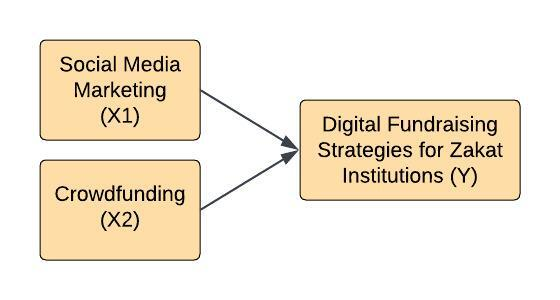 Social Media
Marketing
(X1)
Crowdfunding
(X2)
Digital Fundraising
Strategies for Zakat
Institutions (Y)